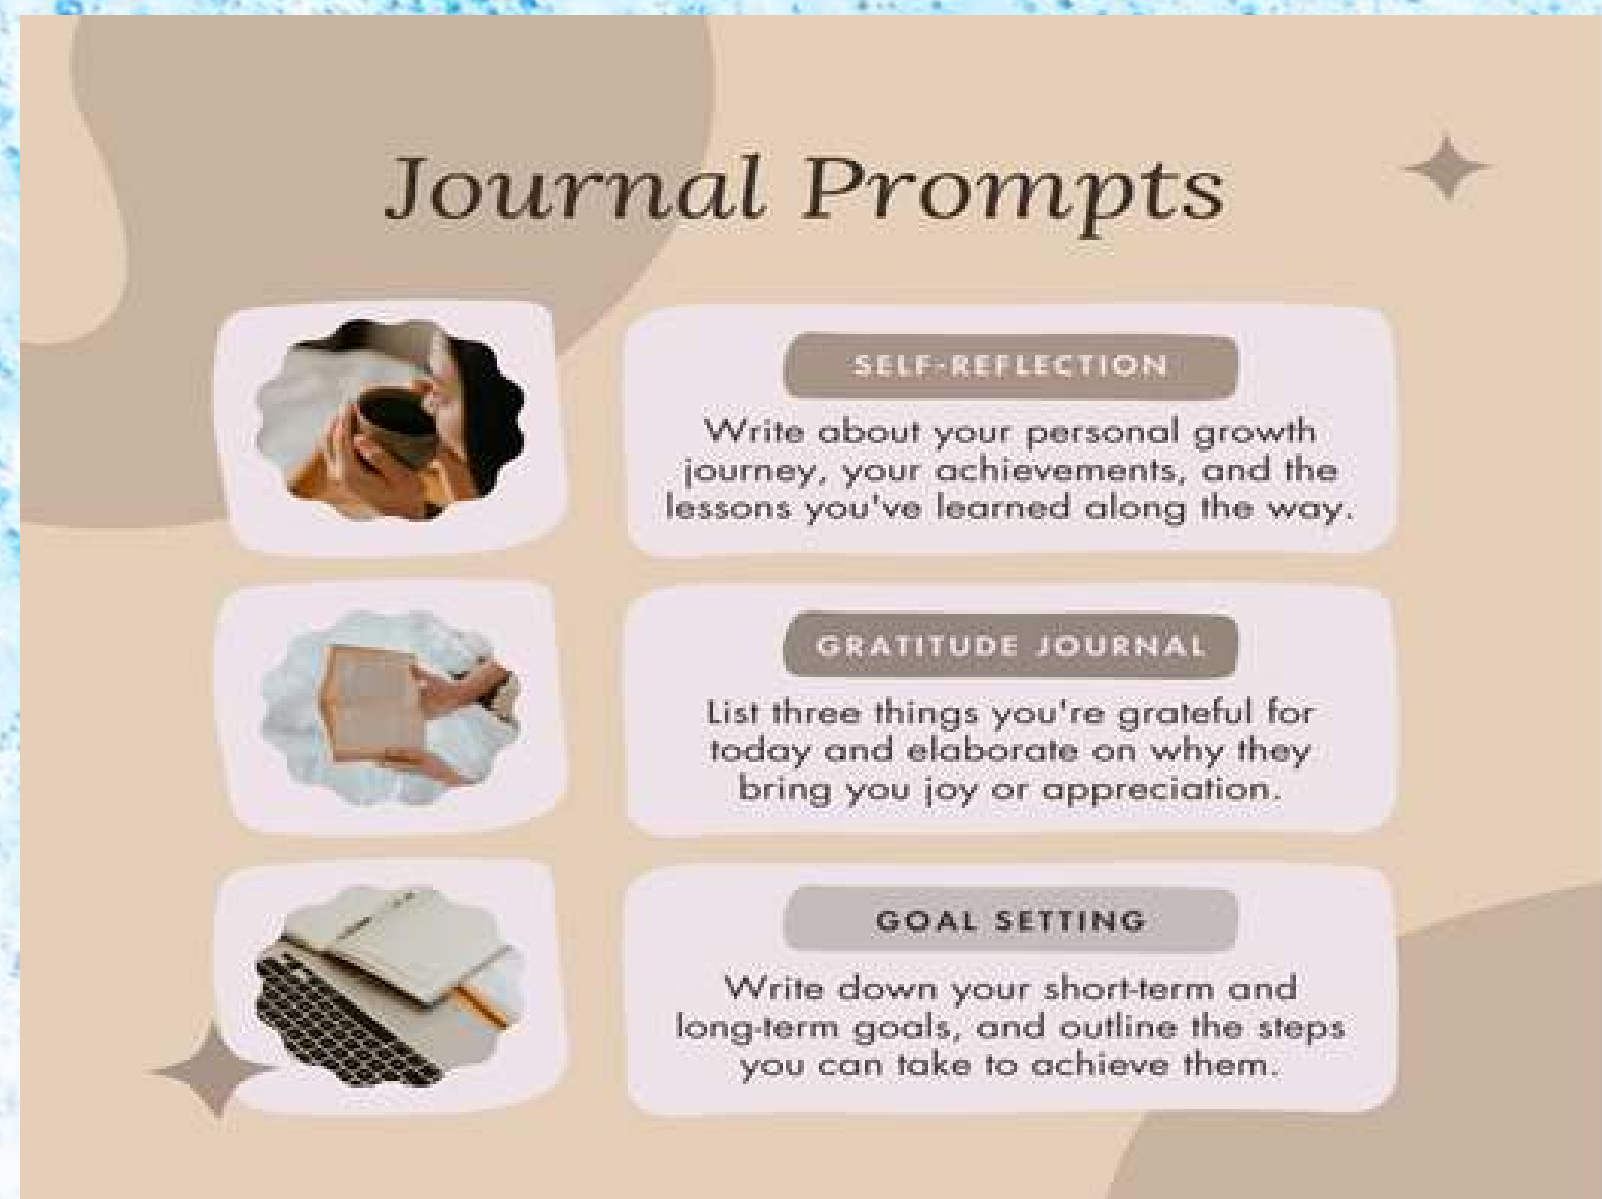 Journal Prompts
SELF-REFLECTION
Write about your personal growth
journey, your achievements, and the
lessons you've learned along the way.
GRATITUDE JOURNAL
List three things you're grateful for
today and elaborate on why they
bring you joy or appreciation.
GOAL SETTING
Write down your short-term and
long-term goals, and outline the steps
you can take to achieve them.